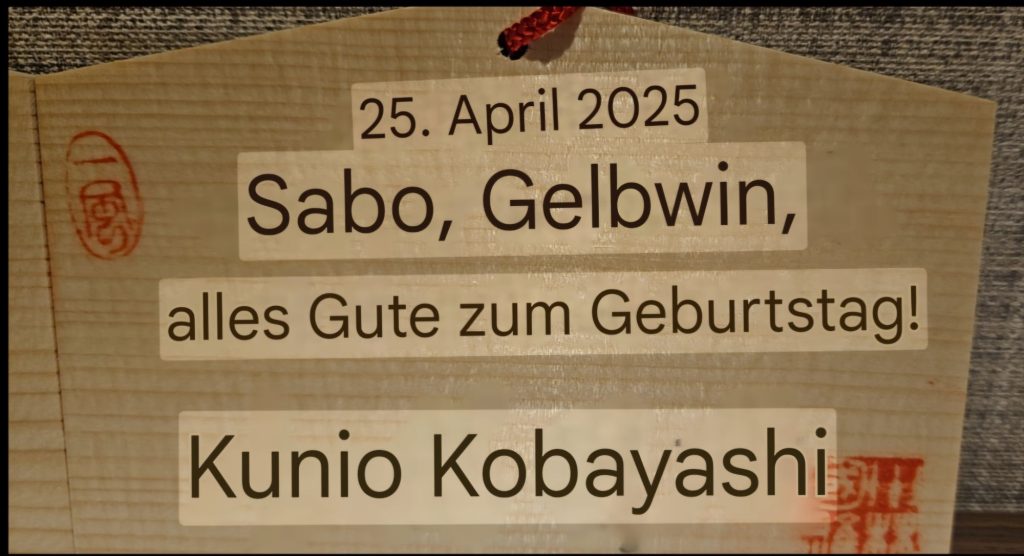 25. April 2025
Sabo, Gelbwin,
alles Gute zum Geburtstag!
Kunio Kobayashi